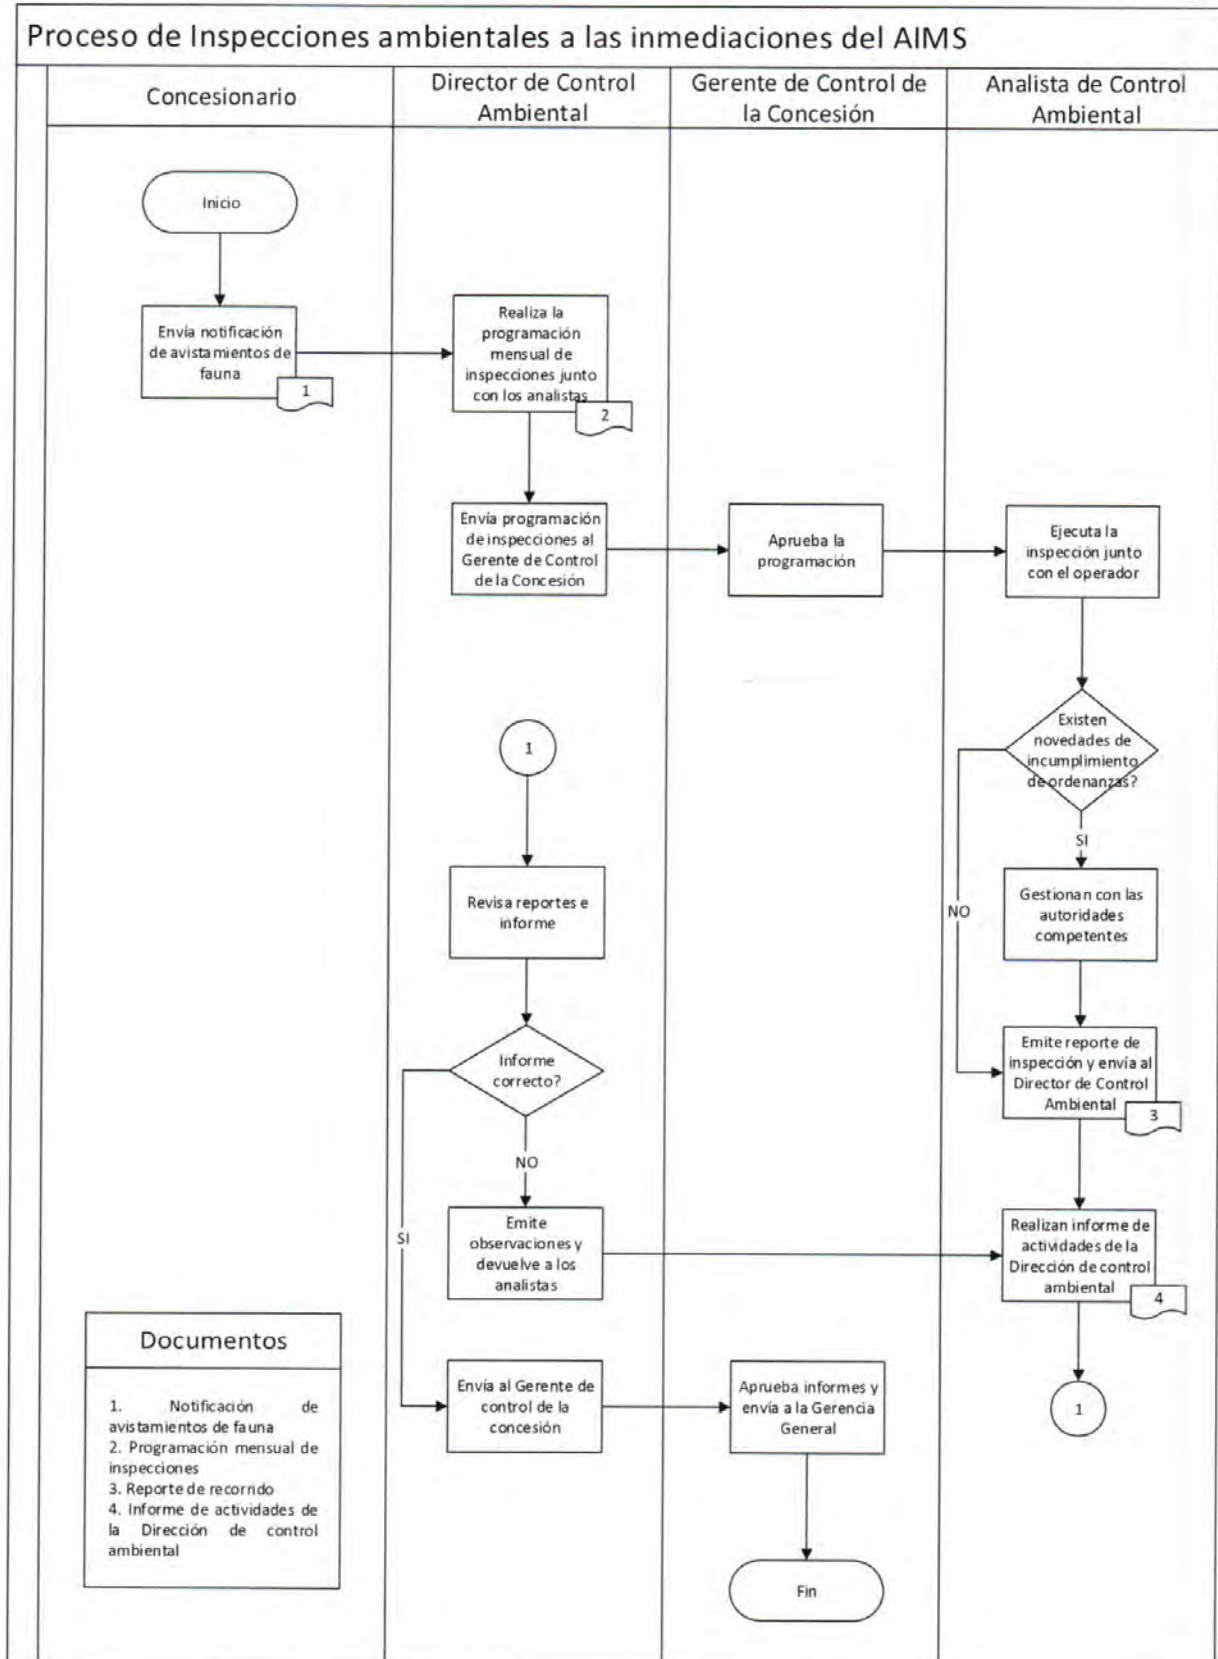 Proceso de Inspecciones ambientales a las inmediaciones del AIMS
Concesionario
Director de Control
Ambiental
Gerente de Control de
la Concesión
Analista de Control
Ambiental
Inicio
Envía notificación
de avistamientos de
fauna
1
Realiza la
programación
mensual de
inspecciones junto
con los analistas
2
Envía programación
de inspecciones al
Gerente de Control
de la Concesión
Aprueba la
programación
Ejecuta la
inspección junto
con el operador
Existen
novedades de
incumplimiento
de ordenanzas?
SI
NO
Gestionan con las
autoridades
competentes
Emite reporte de
inspección y envía al
Director de Control
Ambiental
3
Realizan informe de
actividades de la
Dirección de control
ambiental
4
1
1
Revisa reportes e
informe
Informe
correcto?
NO
SI
Emite
observaciones y
devuelve a los
analistas
Envía al Gerente de
control de la
concesión
Aprueba informes y
envía a la Gerencia
General
Fin
Documentos
1. Notificación de
avistamientos de fauna
2. Programación mensual de
inspecciones
3. Reporte de recorrido
4. Informe de actividades de
la Dirección de control
ambiental